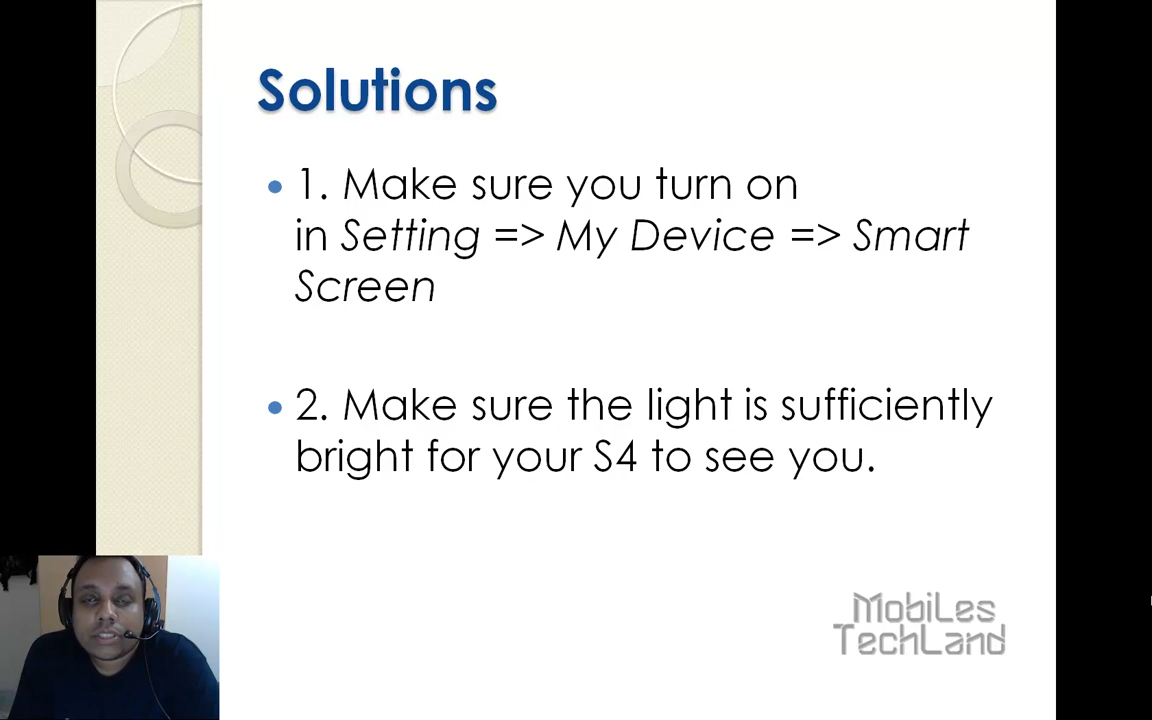 Solutions
• 1. Make sure you turn on
in Setting => My Device => Smart
Screen
• 2. Make sure the light is sufficiently
bright for your S4 to see you.
MobiLes
TechLand